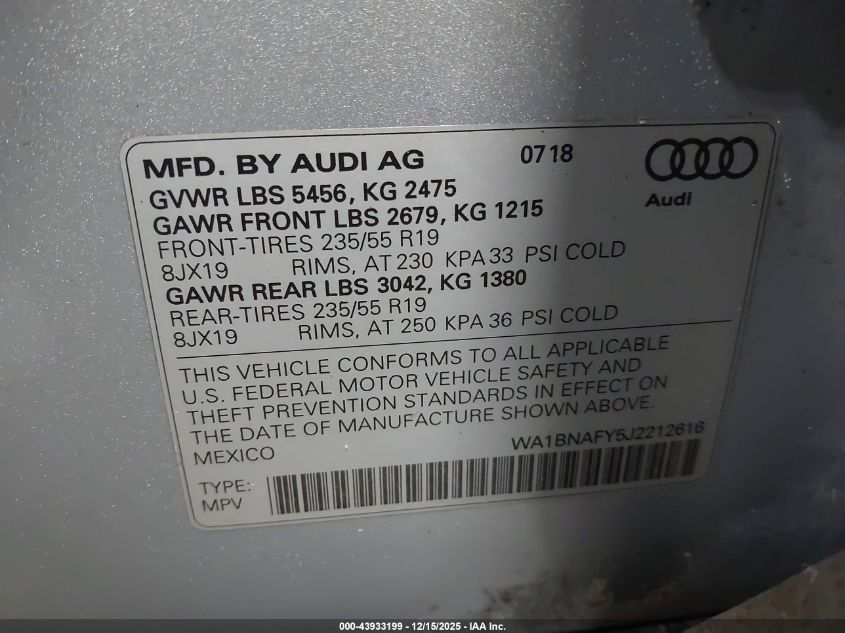 MFD. BY AUDI AG 0718
Audi
GVWR LBS 5456, KG 2475
GAWR FRONT LBS 2679, KG 1215
FRONT-TIRES 235/55 R19
8JX19 RIMS, AT 230 KPA 33 PSI COLD
GAWR REAR LBS 3042, KG 1380
REAR-TIRES 235/55 R19
8JX19 RIMS, AT 250 KPA 36 PSI COLD
THIS VEHICLE CONFORMS TO ALL APPLICABLE
U.S. FEDERAL MOTOR VEHICLE SAFETY AND
THEFT PREVENTION STANDARDS IN EFFECT ON
THE DATE OF MANUFACTURE SHOWN ABOVE.
MEXICO WA1BNAFY5J2212616
TYPE:
MPV
000-43933199 - 12/15/2025 - IAA Inc.